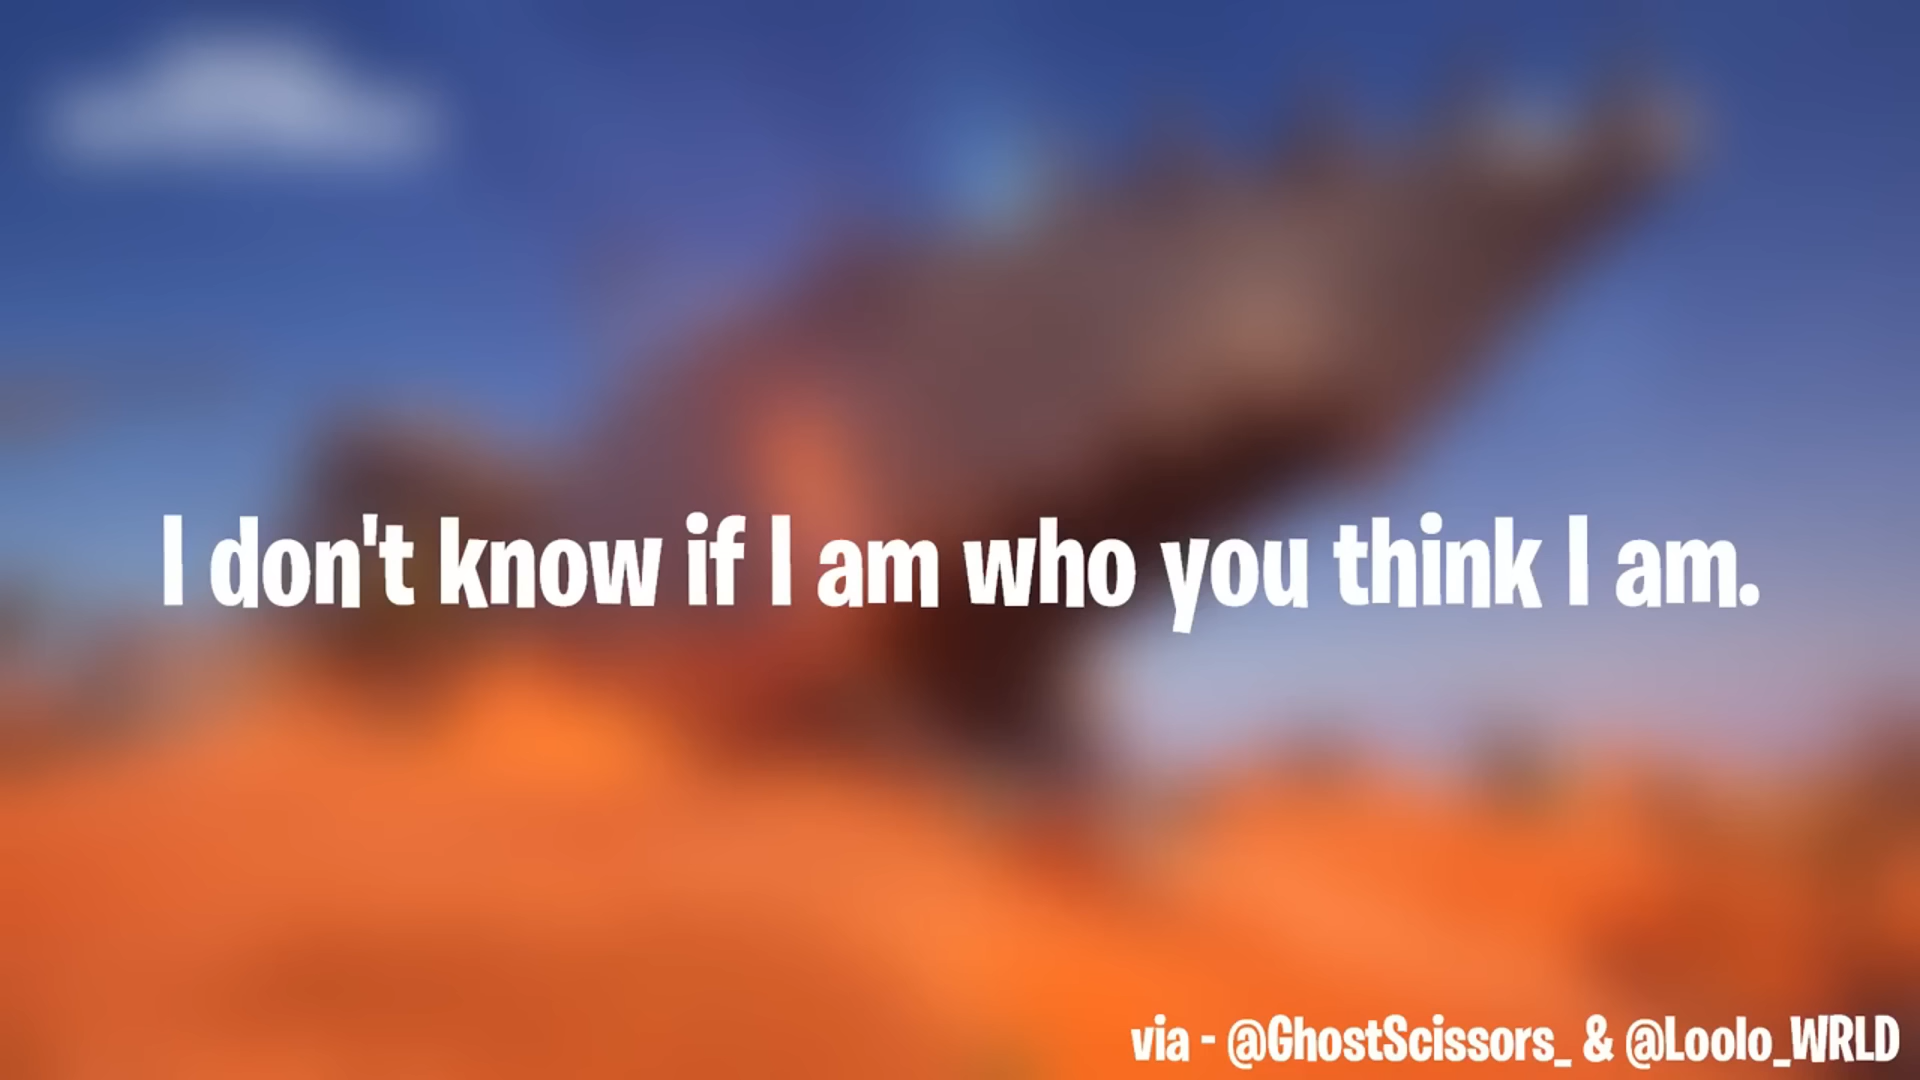 I don't know if I am who you think I am.
via - @GhostScissors_ & @Loolo_WRLD